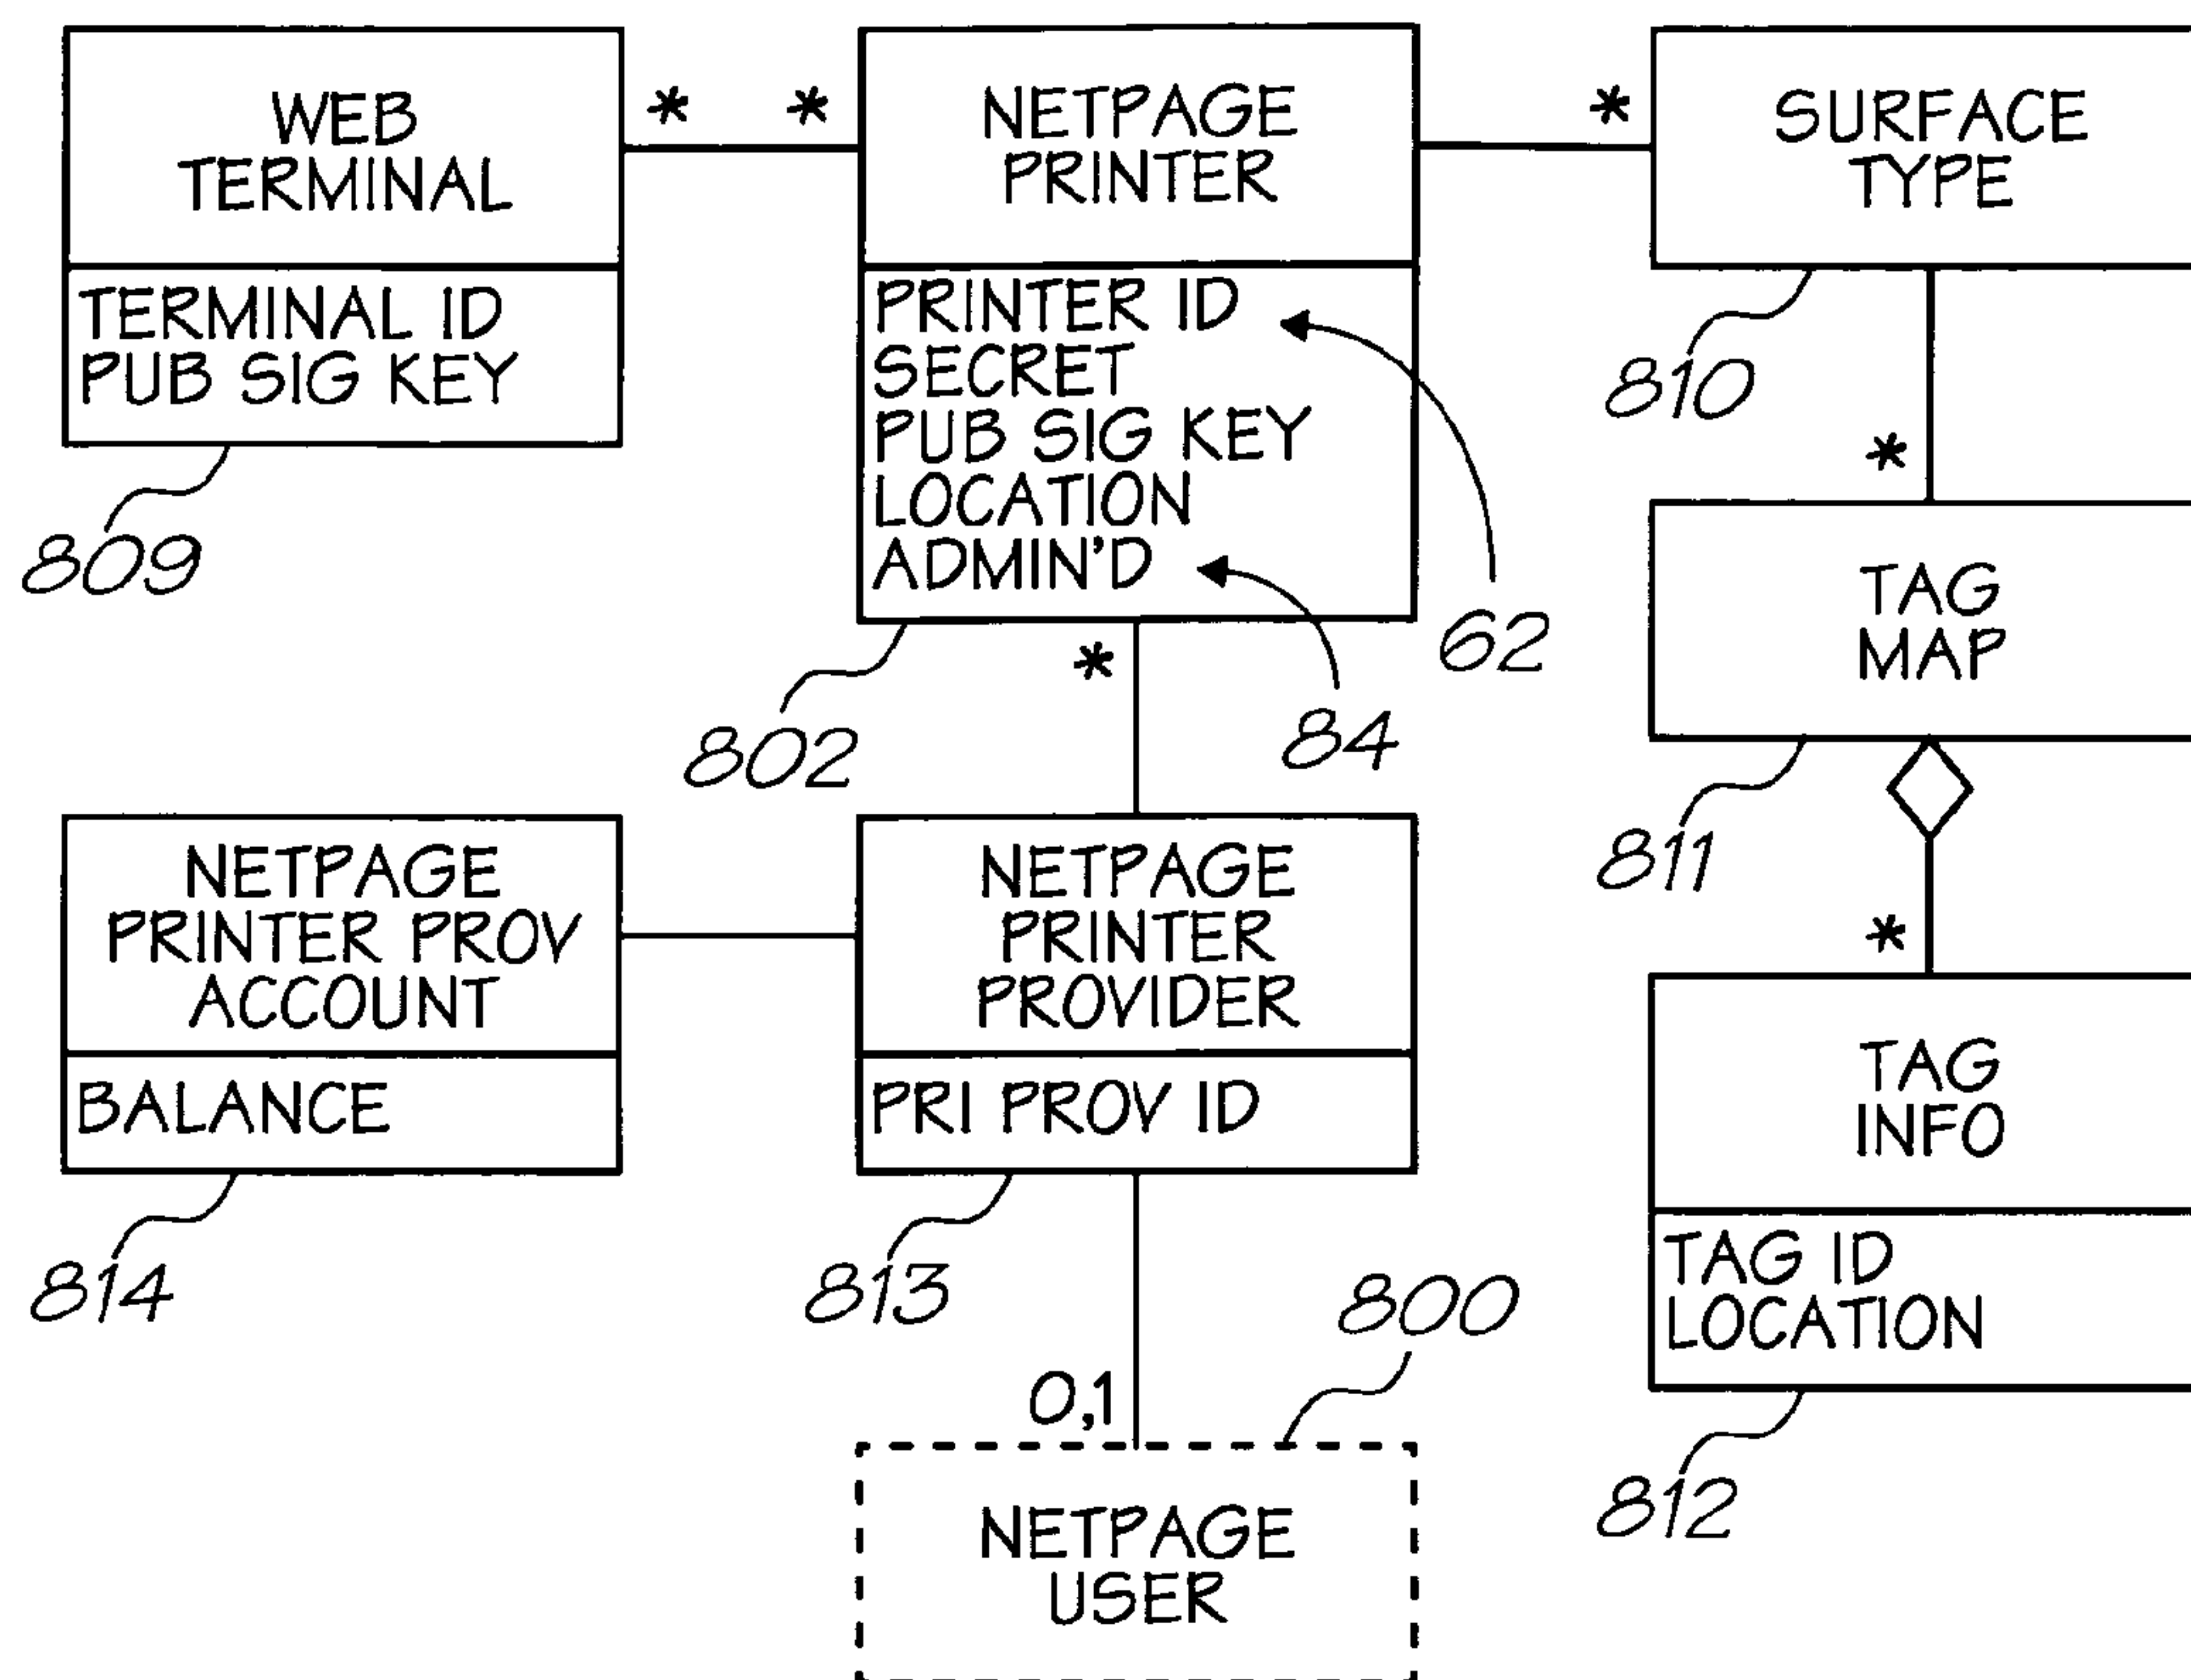 WEB
TERMINAL
*
*
NETPAGE
PRINTER
*
SURFACE
TYPE
TERMINAL ID
PUB SIG KEY
809
PRINTER ID
SECRET
PUB SIG KEY
LOCATION
ADMIN'D
62
84
802
810
*
TAG
MAP
811
*
*
NETPAGE
PRINTER PROV
ACCOUNT
BALANCE
814
NETPAGE
PRINTER
PROVIDER
PRI PROV ID
813
TAG
INFO
TAG ID
LOCATION
812
800
0,1
NETPAGE
USER